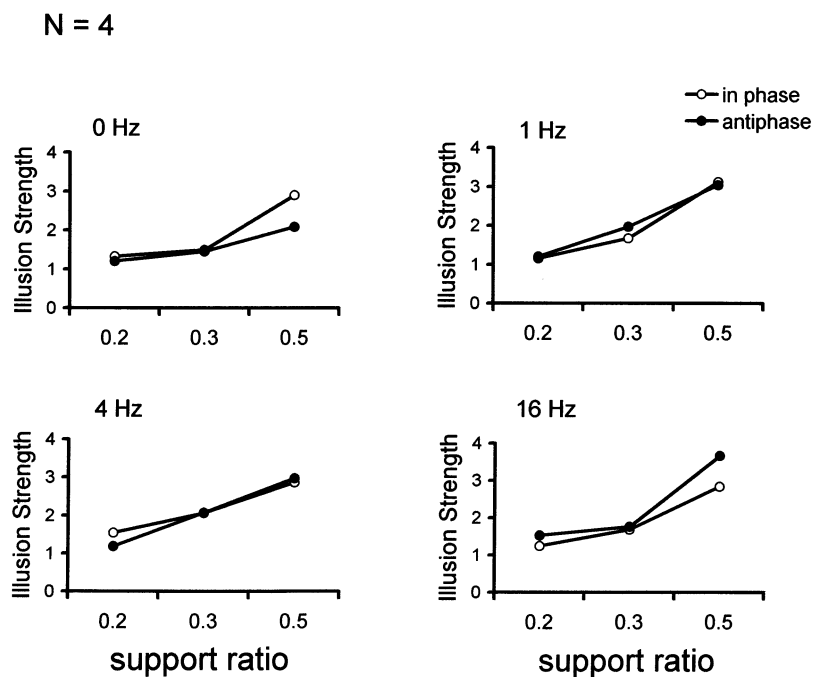 N = 4
in phase
antiphase
0 Hz
Illusion Strength
4
3
2
1
0
0.2 0.3 0.5
1 Hz
Illusion Strength
4
3
2
1
0
0.2 0.3 0.5
4 Hz
Illusion Strength
4
3
2
1
0
0.2 0.3 0.5
support ratio
16 Hz
Illusion Strength
4
3
2
1
0
0.2 0.3 0.5
support ratio